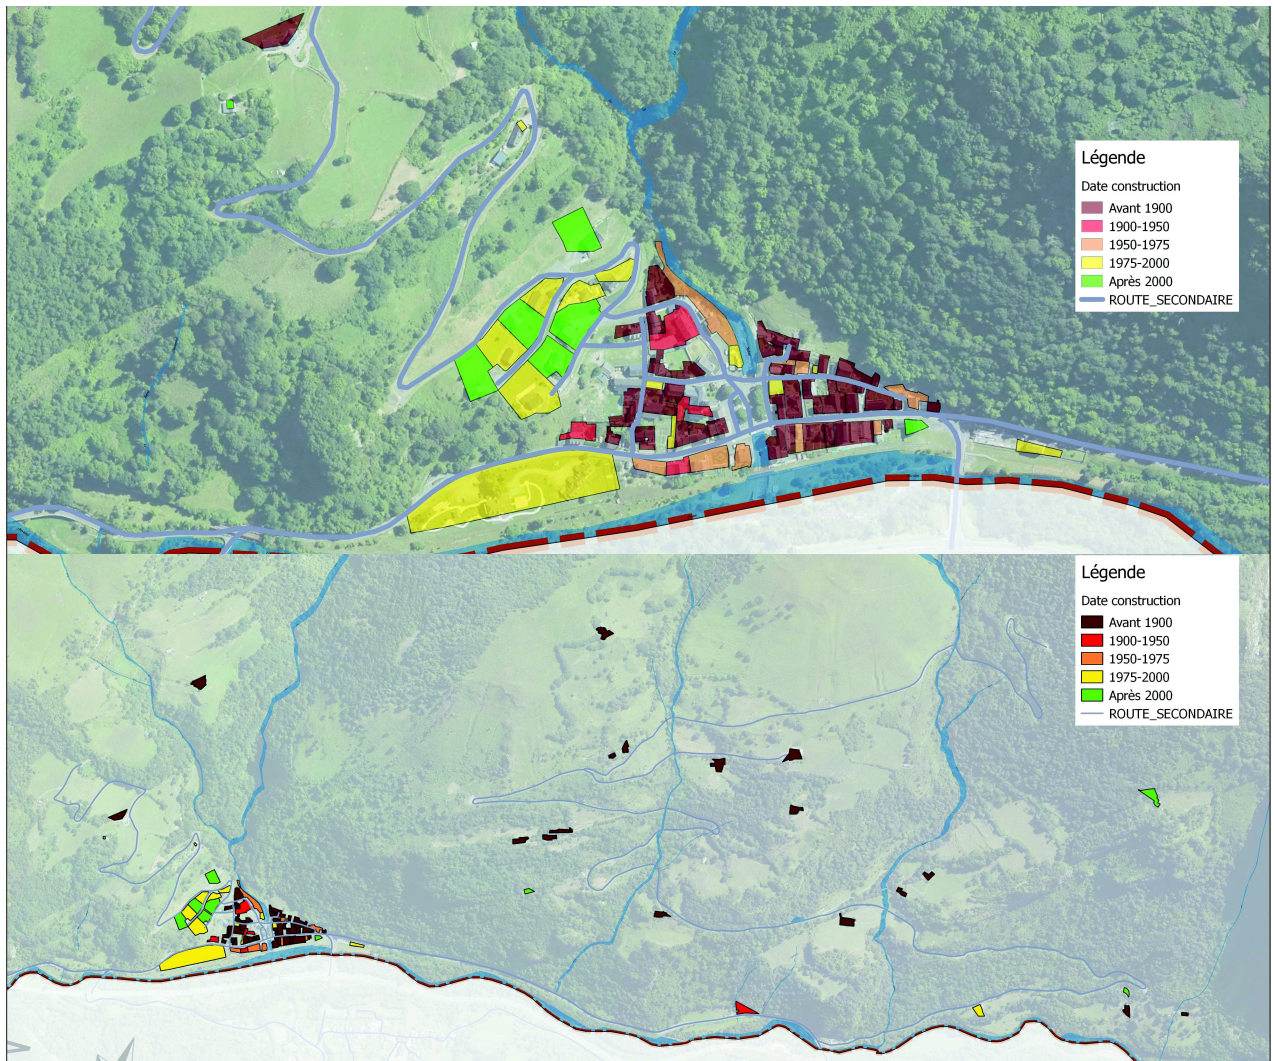 Légende
Date construction
Avant 1900
1900-1950
1950-1975
1975-2000
Après 2000
ROUTE_SECONDAIRE
Légende
Date construction
Avant 1900
1900-1950
1950-1975
1975-2000
Après 2000
ROUTE_SECONDAIRE